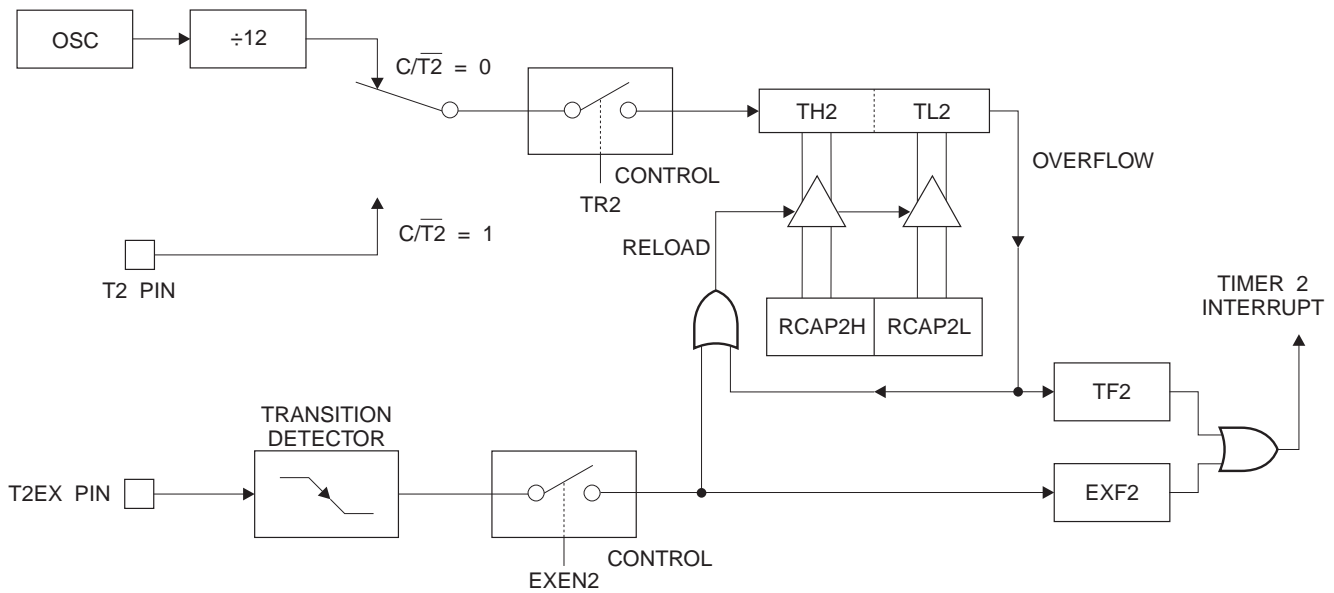 OSC
÷12
C/T2̅ = 0
TH2
TL2
OVERFLOW
CONTROL
TR2
C/T2̅ = 1
RELOAD
T2 PIN
TIMER 2
INTERRUPT
RCAP2H
RCAP2L
TF2
TRANSITION
DETECTOR
T2EX PIN
EXF2
CONTROL
EXEN2